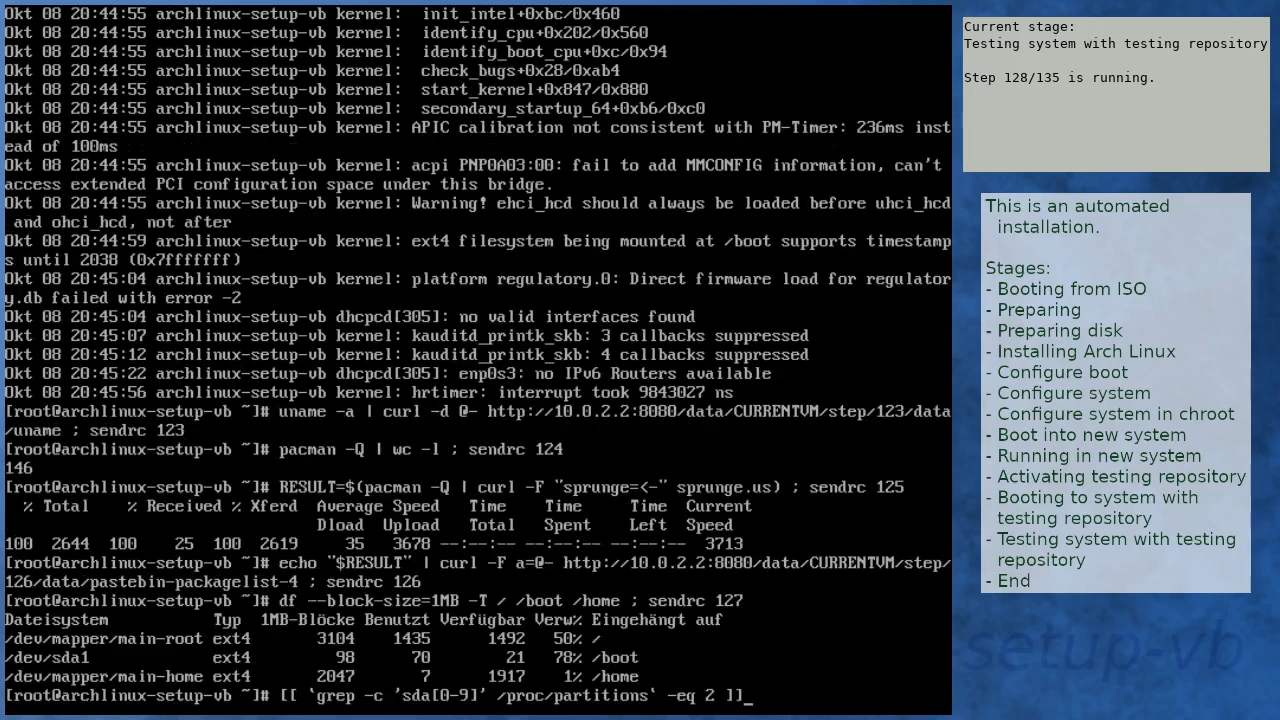 Okt 08 20:44:55 archlinux-setup-vb kernel:  init_intel+0xbc/0x460
Okt 08 20:44:55 archlinux-setup-vb kernel:  identify_cpu+0x202/0x560
Okt 08 20:44:55 archlinux-setup-vb kernel:  identify_boot_cpu+0xc/0x94
Okt 08 20:44:55 archlinux-setup-vb kernel:  check_bugs+0x28/0xab4
Okt 08 20:44:55 archlinux-setup-vb kernel:  start_kernel+0x847/0x880
Okt 08 20:44:55 archlinux-setup-vb kernel:  secondary_startup_64+0xb6/0xc0
Okt 08 20:44:55 archlinux-setup-vb kernel: APIC calibration not consistent with PM-Timer: 236ms inst
ead of 100ms
Okt 08 20:44:55 archlinux-setup-vb kernel: acpi PNP0A03:00: fail to add MMCONFIG information, can't
access extended PCI configuration space under this bridge.
Okt 08 20:44:55 archlinux-setup-vb kernel: Warning! ehci_hcd should always be loaded before uhci_hcd
 and ohci_hcd, not after
Okt 08 20:44:59 archlinux-setup-vb kernel: ext4 filesystem being mounted at /boot supports timestamp
s until 2038 (0x7fffffff)
Okt 08 20:45:04 archlinux-setup-vb kernel: platform regulatory.0: Direct firmware load for regulator
y.db failed with error -2
Okt 08 20:45:04 archlinux-setup-vb dhcpcd[305]: no valid interfaces found
Okt 08 20:45:07 archlinux-setup-vb kernel: kauditd_printk_skb: 3 callbacks suppressed
Okt 08 20:45:12 archlinux-setup-vb kernel: kauditd_printk_skb: 4 callbacks suppressed
Okt 08 20:45:22 archlinux-setup-vb dhcpcd[305]: enp0s3: no IPv6 Routers available
Okt 08 20:45:56 archlinux-setup-vb kernel: hrtimer: interrupt took 9843027 ns
[root@archlinux-setup-vb ~]# uname -a | curl -d @- http://10.0.2.2:8080/data/CURRENTVM/step/123/data
/uname ; sendrc 123
[root@archlinux-setup-vb ~]# pacman -Q | wc -l ; sendrc 124
146
[root@archlinux-setup-vb ~]# RESULT=$(pacman -Q | curl -F "sprunge=<-" sprunge.us) ; sendrc 125
  % Total    % Received % Xferd  Average Speed   Time    Time     Time  Current
                                 Dload  Upload   Total   Spent    Left  Speed
100  2644  100    25  100  2619     35   3678 --:--:-- --:--:-- --:--:--  3713
[root@archlinux-setup-vb ~]# echo "$RESULT" | curl -F a=@- http://10.0.2.2:8080/data/CURRENTVM/step/
126/data/pastebin-packagelist-4 ; sendrc 126
[root@archlinux-setup-vb ~]# df --block-size=1MB -T / /boot /home ; sendrc 127
Dateisystem           Typ  1MB-Blöcke Benutzt Verfügbar Verw% Eingehängt auf
/dev/mapper/main-root ext4       3104    1435      1492   50% /
/dev/sda1             ext4         98      70        21   78% /boot
/dev/mapper/main-home ext4       2047       7      1917    1% /home
[root@archlinux-setup-vb ~]# [[ `grep -c 'sda[0-9]' /proc/partitions` -eq 2 ]]_
Current stage:
Testing system with testing repository
Step 128/135 is running.
This is an automated
installation.
Stages:
- Booting from ISO
- Preparing
- Preparing disk
- Installing Arch Linux
- Configure boot
- Configure system
- Configure system in chroot
- Boot into new system
- Running in new system
- Activating testing repository
- Booting to system with
testing repository
- Testing system with testing
repository
- End
setup-vb